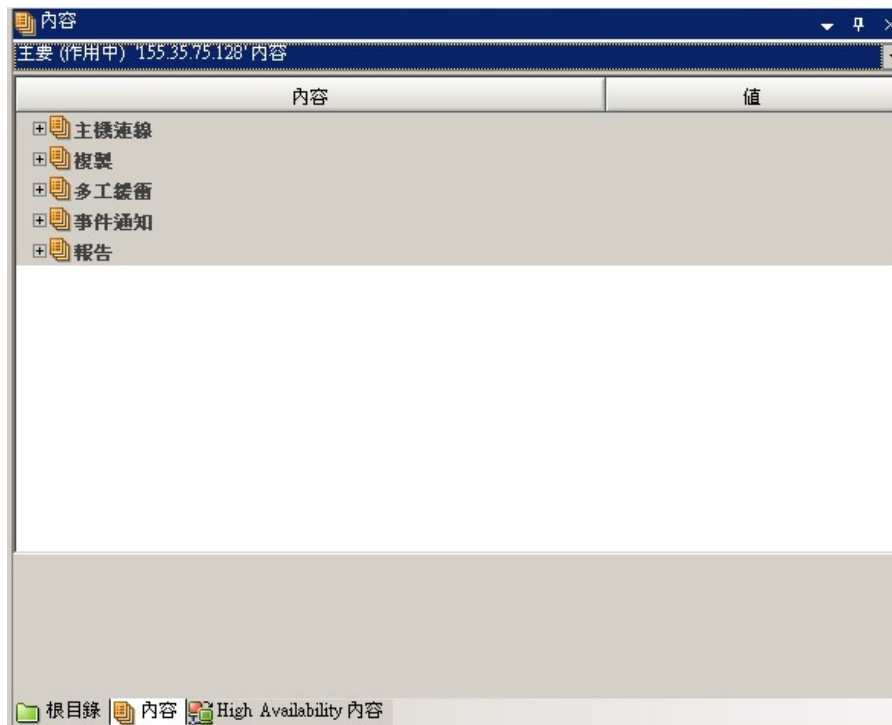 內容
主要 (作用中) '155.35.75.128' 內容
內容 值
主機連線
複製
多工緩衝
事件通知
報告
根目錄 內容 High Availability 內容